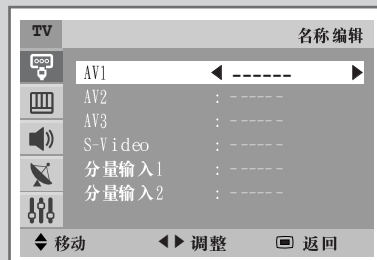 TV 名称编辑
AV1 ◀ ------ ▶
AV2 : ------
AV3 : ------
S-Video : ------
分量输入1 : ------
分量输入2 : ------
移动 调整 返回